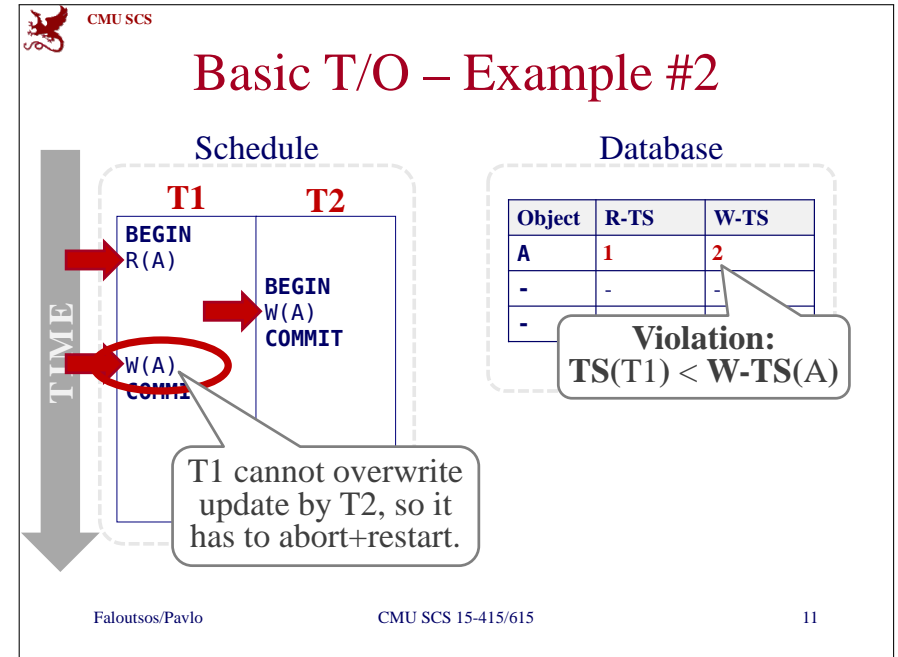 CMU SCS
Basic T/O – Example #2
Schedule
Database
T1 T2
BEGIN
R(A)
BEGIN
W(A)
COMMIT
W(A)
COMMI
TIME
T1 cannot overwrite
update by T2, so it
has to abort+restart.
Object R-TS W-TS
A 1 2
- - -
-
Violation:
TS(T1) < W-TS(A)
Faloutsos/Pavlo CMU SCS 15-415/615 11